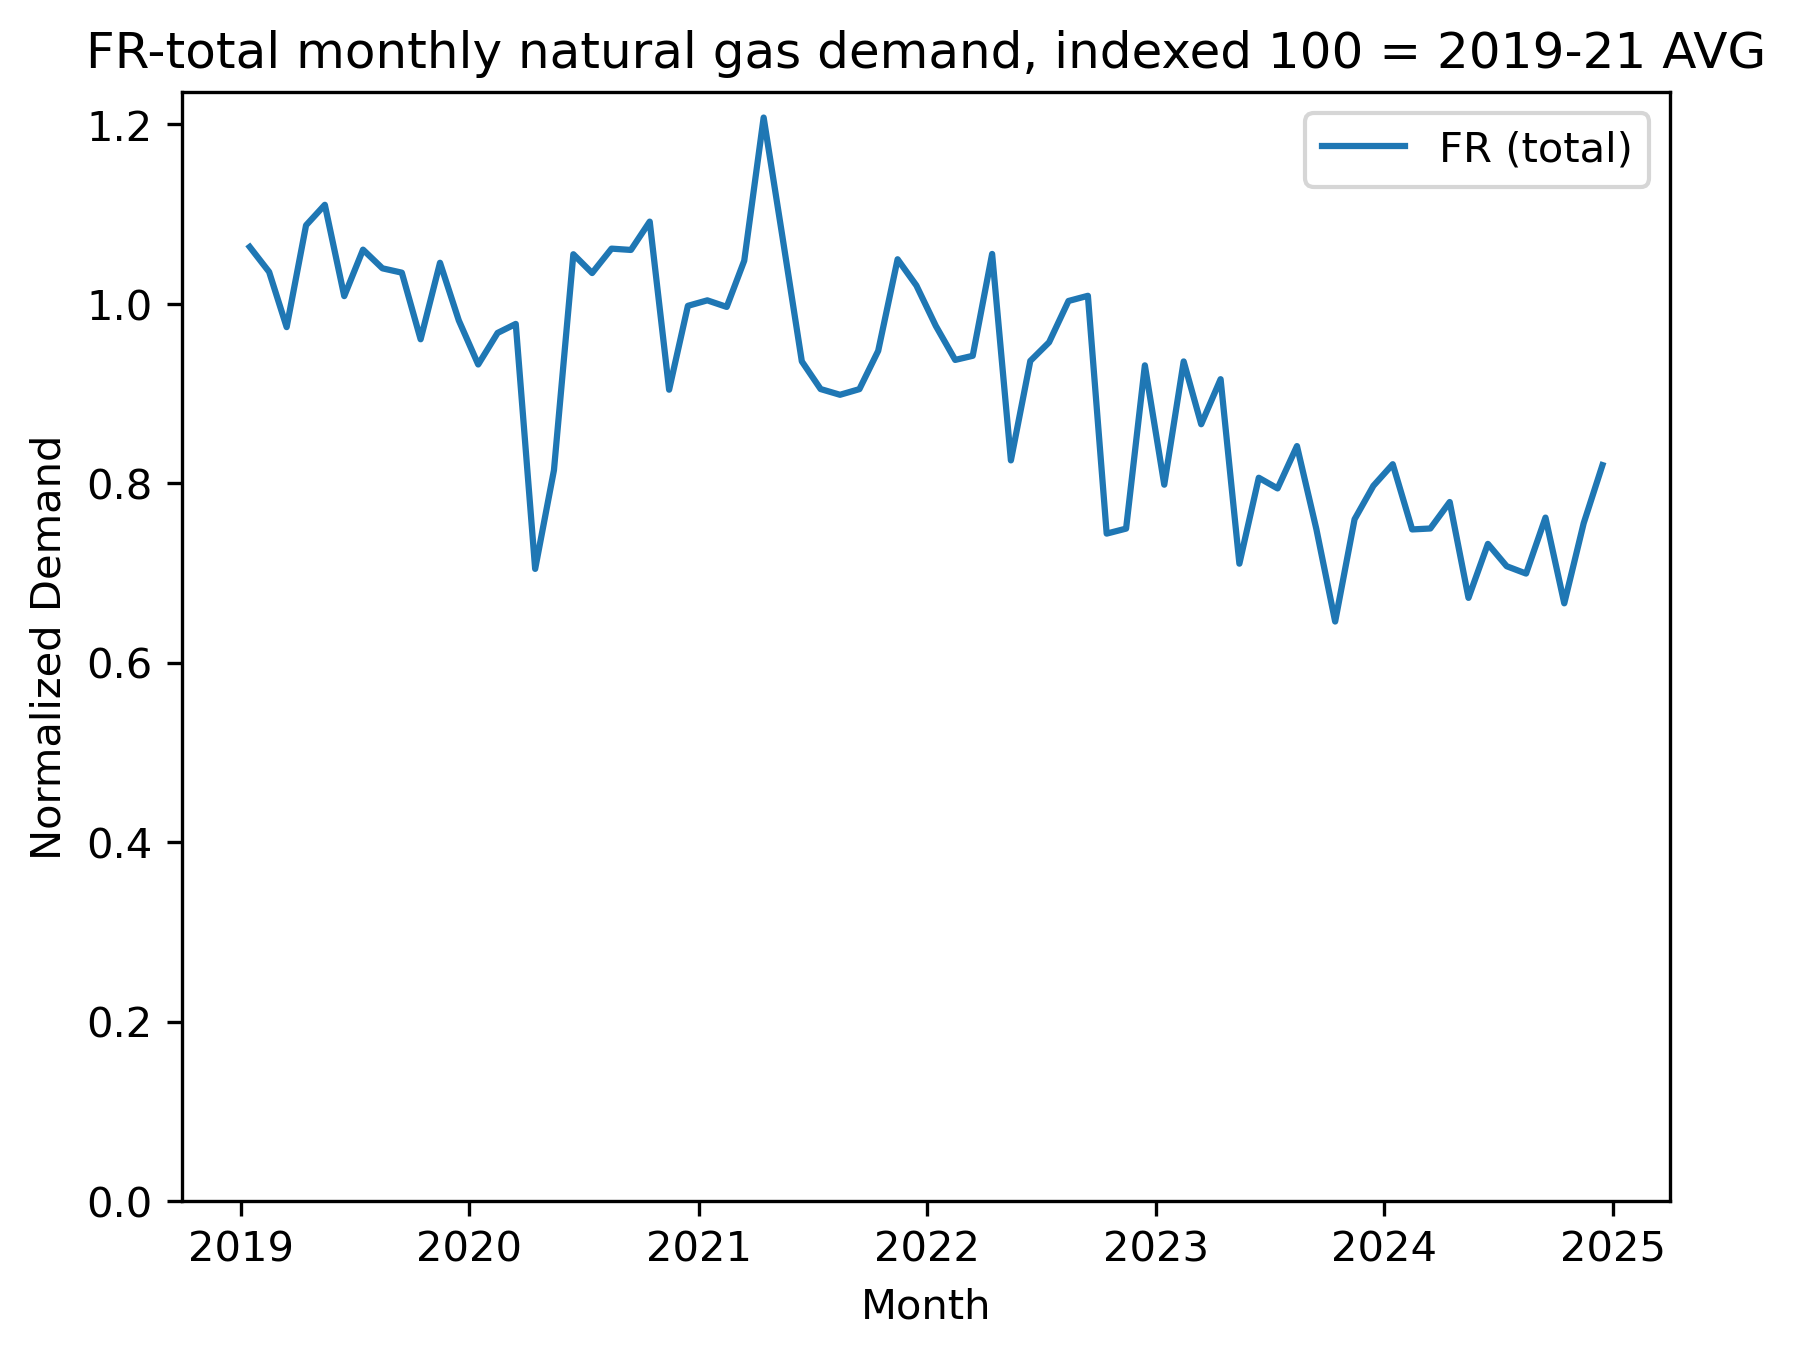 FR-total monthly natural gas demand, indexed 100 = 2019-21 AVG
FR (total)
Normalized Demand
1.2
1.0
0.8
0.6
0.4
0.2
0.0
2019 2020 2021 2022 2023 2024 2025
Month